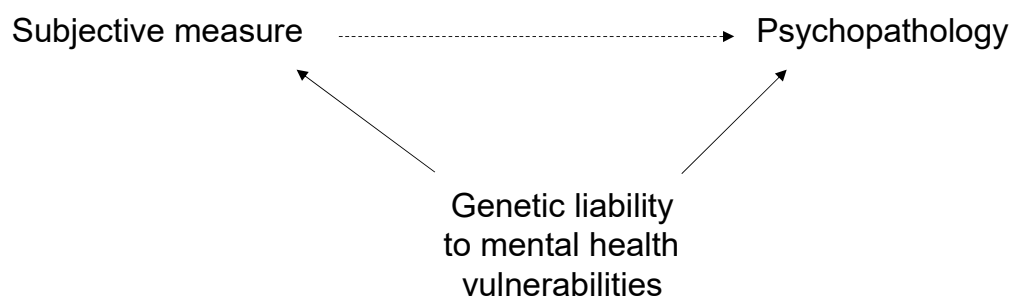 Subjective measure
Psychopathology
Genetic liability
to mental health
vulnerabilities